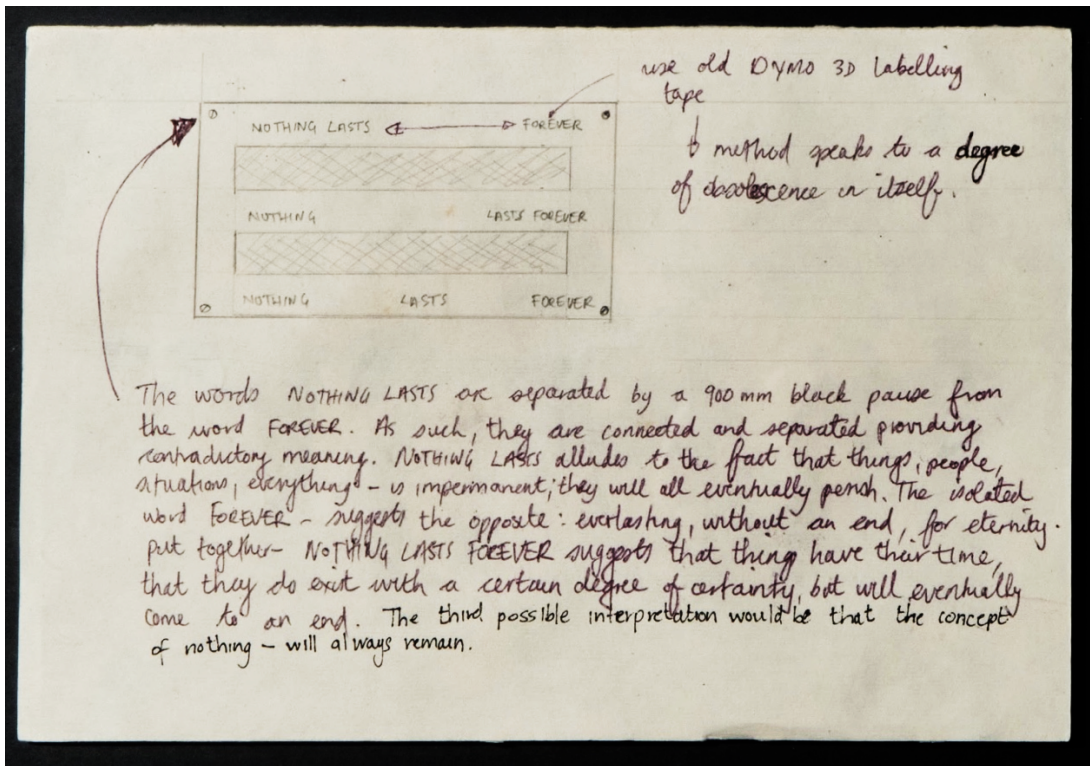 use old DYMO 3D Labelling
tape
method speaks to a degree
of obsolescence in itself.
NOTHING LASTS FOREVER
NOTHING LASTS FOREVER
NOTHING LASTS FOREVER
The words NOTHING LASTS are separated by a 900 mm black pause from
the word FOREVER. As such, they are connected and separated providing
contradictory meaning. NOTHING LASTS alludes to the fact that things, people,
situations, everything - is impermanent; they will all eventually perish. The isolated
word FOREVER - suggests the opposite: everlasting, without an end, for eternity.
put together - NOTHING LASTS FOREVER suggests that things have their time,
that they do exist with a certain degree of certainty, but will eventually
come to an end. The third possible interpretation would be that the concept
of nothing - will always remain.